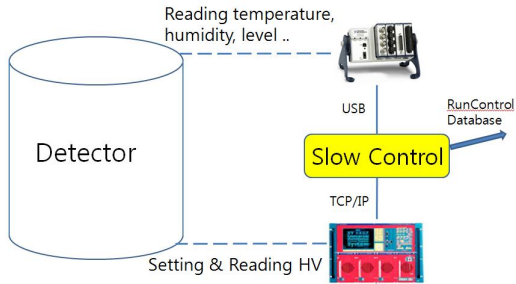 Reading temperature,
humidity, level ..
USB
RunControl
Database
Detector
Slow Control
TCP/IP
Setting & Reading HV